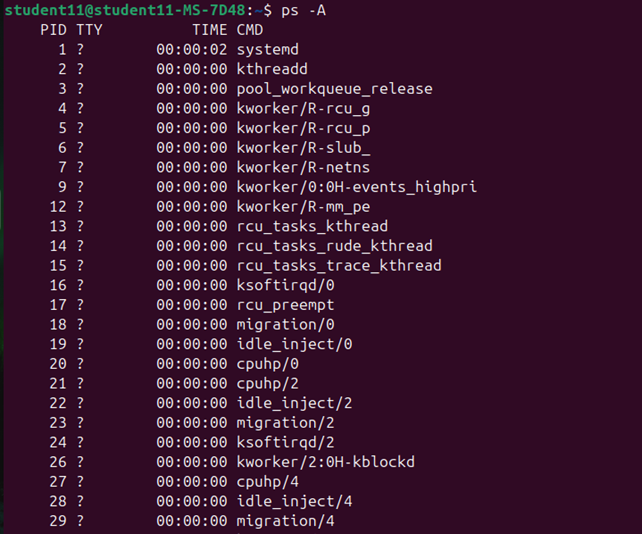 student11@student11-MS-7D48:~$ ps -A
PID TTY TIME CMD
1 ? 00:00:02 systemd
2 ? 00:00:00 kthreadd
3 ? 00:00:00 pool_workqueue_release
4 ? 00:00:00 kworker/R-rcu_g
5 ? 00:00:00 kworker/R-rcu_p
6 ? 00:00:00 kworker/R-slub_
7 ? 00:00:00 kworker/R-netns
9 ? 00:00:00 kworker/0:0H-events_highpri
12 ? 00:00:00 kworker/R-mm_pe
13 ? 00:00:00 rcu_tasks_kthread
14 ? 00:00:00 rcu_tasks_rude_kthread
15 ? 00:00:00 rcu_tasks_trace_kthread
16 ? 00:00:00 ksoftirqd/0
17 ? 00:00:00 rcu_preempt
18 ? 00:00:00 migration/0
19 ? 00:00:00 idle_inject/0
20 ? 00:00:00 cpuhp/0
21 ? 00:00:00 cpuhp/2
22 ? 00:00:00 idle_inject/2
23 ? 00:00:00 migration/2
24 ? 00:00:00 ksoftirqd/2
26 ? 00:00:00 kworker/2:0H-kblockd
27 ? 00:00:00 cpuhp/4
28 ? 00:00:00 idle_inject/4
29 ? 00:00:00 migration/4